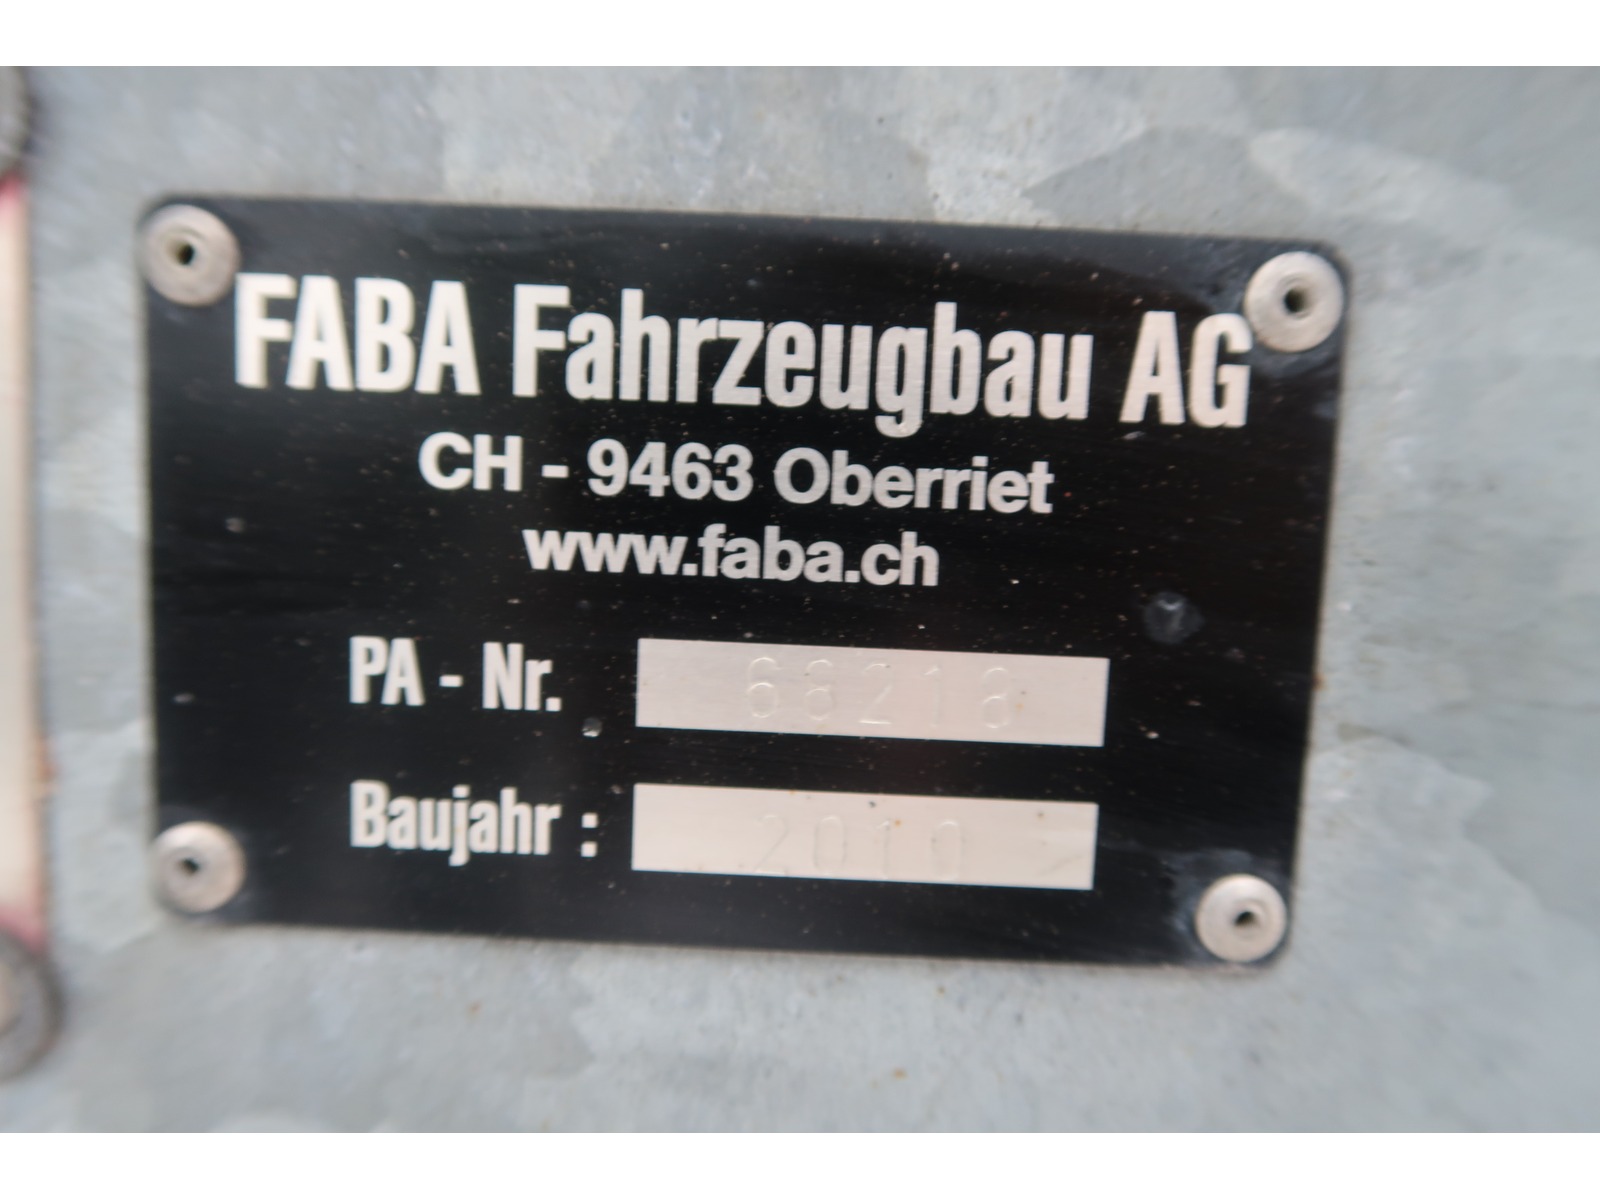 FABA Fahrzeugbau AG
CH - 9463 Oberriet
www.faba.ch
PA - Nr. 68218
Baujahr : 2010